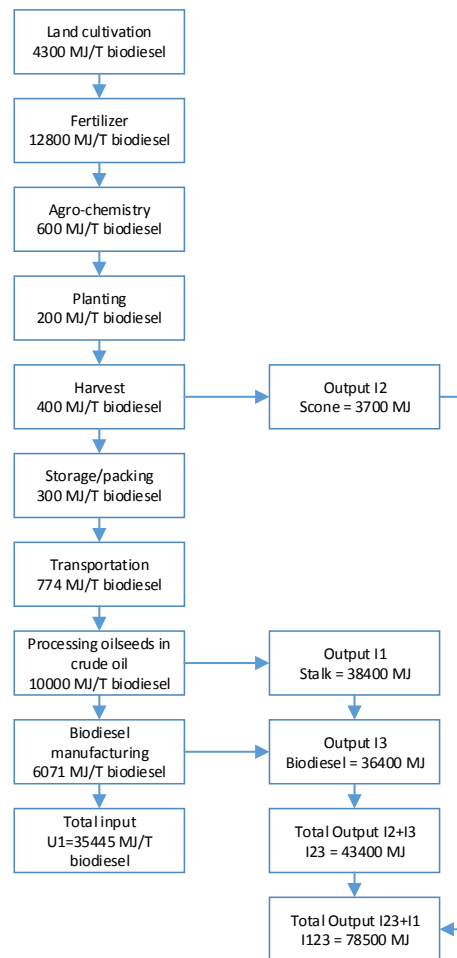 Land cultivation
4300 MJ/T biodiesel
Fertilizer
12800 MJ/T biodiesel
Agro-chemistry
600 MJ/T biodiesel
Planting
200 MJ/T biodiesel
Harvest
400 MJ/T biodiesel
Output I2
Scone = 3700 MJ
Storage/packing
300 MJ/T biodiesel
Transportation
774 MJ/T biodiesel
Processing oilseeds in
crude oil
10000 MJ/T biodiesel
Output I1
Stalk = 38400 MJ
Biodiesel
manufacturing
6071 MJ/T biodiesel
Output I3
Biodiesel = 36400 MJ
Total input
U1=35445 MJ/T
biodiesel
Total Output I2+I3
I23 = 43400 MJ
Total Output I23+I1
I123 = 78500 MJ